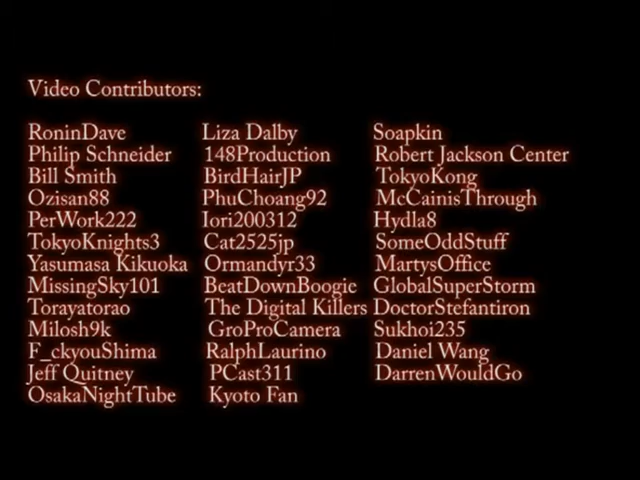 Video Contributors:
RoninDave
Philip Schneider
Bill Smith
Ozisan88
PerWork222
TokyoKnights3
Yasumasa Kikuoka
MissingSky101
Torayatorao
Milosh9k
F_ckyouShima
Jeff Quitney
OsakaNightTube
Liza Dalby
148Production
BirdHairJP
PhuChoang92
Iori200312
Cat2525jp
Ormandyr33
BeatDownBoogie
The Digital Killers
GroProCamera
RalphLaurino
PCast311
Kyoto Fan
Soapkin
Robert Jackson Center
TokyoKong
McCainisThrough
Hydla8
SomeOddStuff
MartysOffice
GlobalSuperStorm
DoctorStefantiron
Sukhoi235
Daniel Wang
DarrenWouldGo